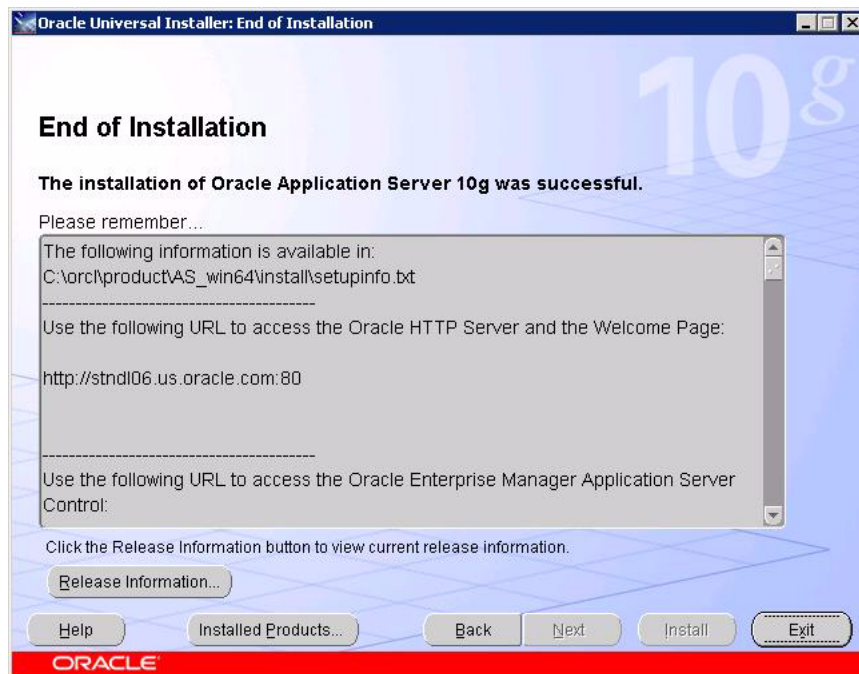 Oracle Universal Installer: End of Installation
10g
End of Installation
The installation of Oracle Application Server 10g was successful.
Please remember...
The following information is available in:
C:\orcl\product\AS_win64\install\setupinfo.txt
---------------------------------------
Use the following URL to access the Oracle HTTP Server and the Welcome Page:
http://stndl06.us.oracle.com:80
---------------------------------------
Use the following URL to access the Oracle Enterprise Manager Application Server
Control:
Click the Release Information button to view current release information.
Release Information...
Help
Installed Products...
Back
Next
Install
Exit
ORACLE